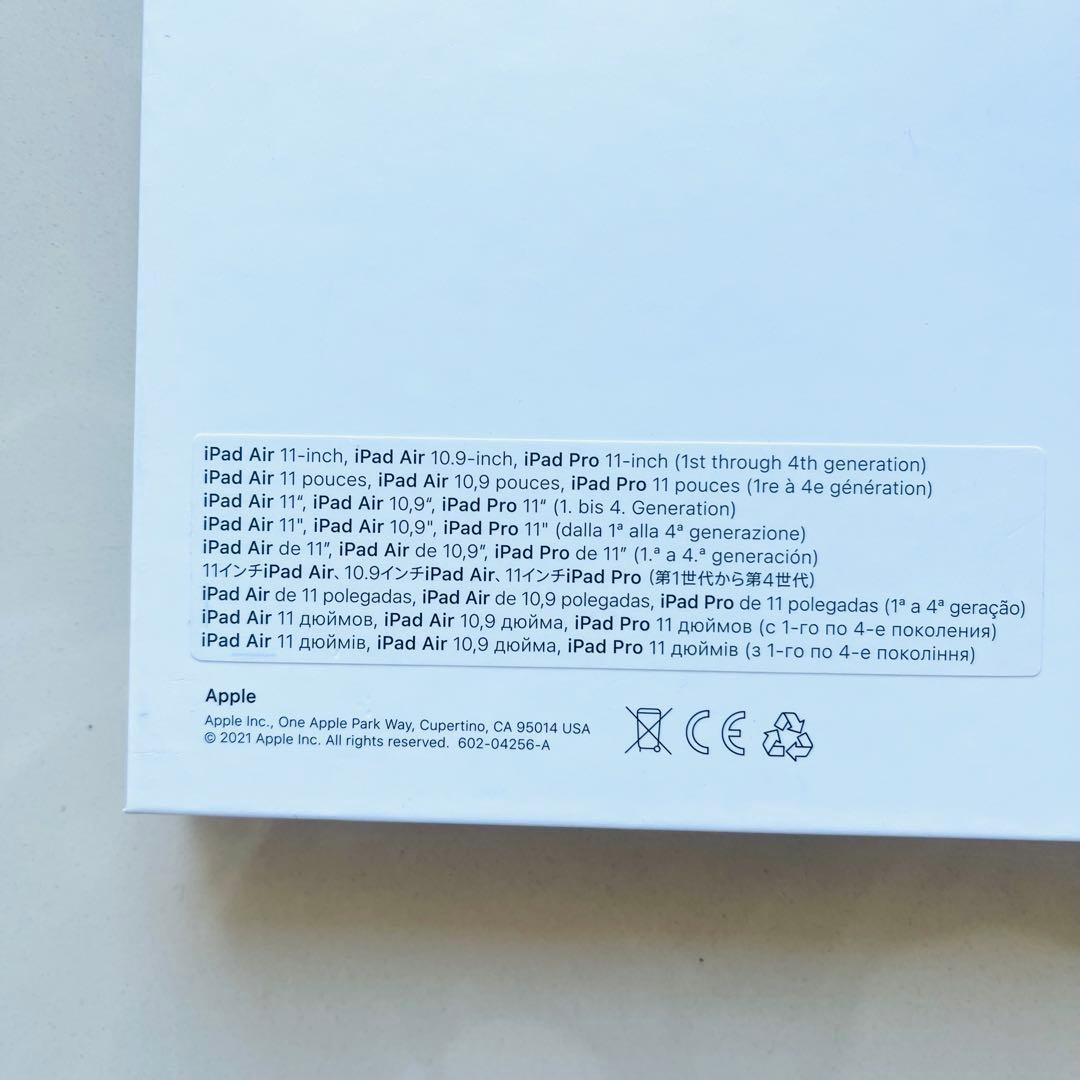 iPad Air 11-inch, iPad Air 10.9-inch, iPad Pro 11-inch (1st through 4th generation)
iPad Air 11 pouces, iPad Air 10,9 pouces, iPad Pro 11 pouces (1re à 4e génération)
iPad Air 11“, iPad Air 10,9“, iPad Pro 11“ (1. bis 4. Generation)
iPad Air 11", iPad Air 10,9", iPad Pro 11" (dalla 1ª alla 4ª generazione)
iPad Air de 11”, iPad Air de 10,9”, iPad Pro de 11” (1.ª a 4.ª generación)
11インチiPad Air、10.9インチiPad Air、11インチiPad Pro（第1世代から第4世代）
iPad Air de 11 polegadas, iPad Air de 10,9 polegadas, iPad Pro de 11 polegadas (1ª a 4ª geração)
iPad Air 11 дюймов, iPad Air 10,9 дюйма, iPad Pro 11 дюймов (с 1-го по 4-е поколения)
iPad Air 11 дюймів, iPad Air 10,9 дюйма, iPad Pro 11 дюймів (з 1-го по 4-е покоління)
Apple
Apple Inc., One Apple Park Way, Cupertino, CA 95014 USA
© 2021 Apple Inc. All rights reserved. 602-04256-A
CE